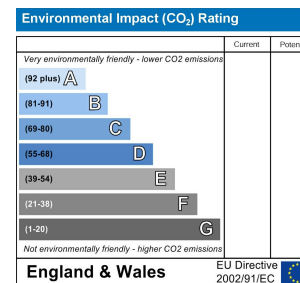 Environmental Impact (CO₂) Rating
Current Poten
Very environmentally friendly - lower CO2 emissions
(92 plus) A
(81-91) B
(69-80) C
(55-68) D
(39-54) E
(21-38) F
(1-20) G
Not environmentally friendly - higher CO2 emissions
England & Wales
EU Directive
2002/91/EC